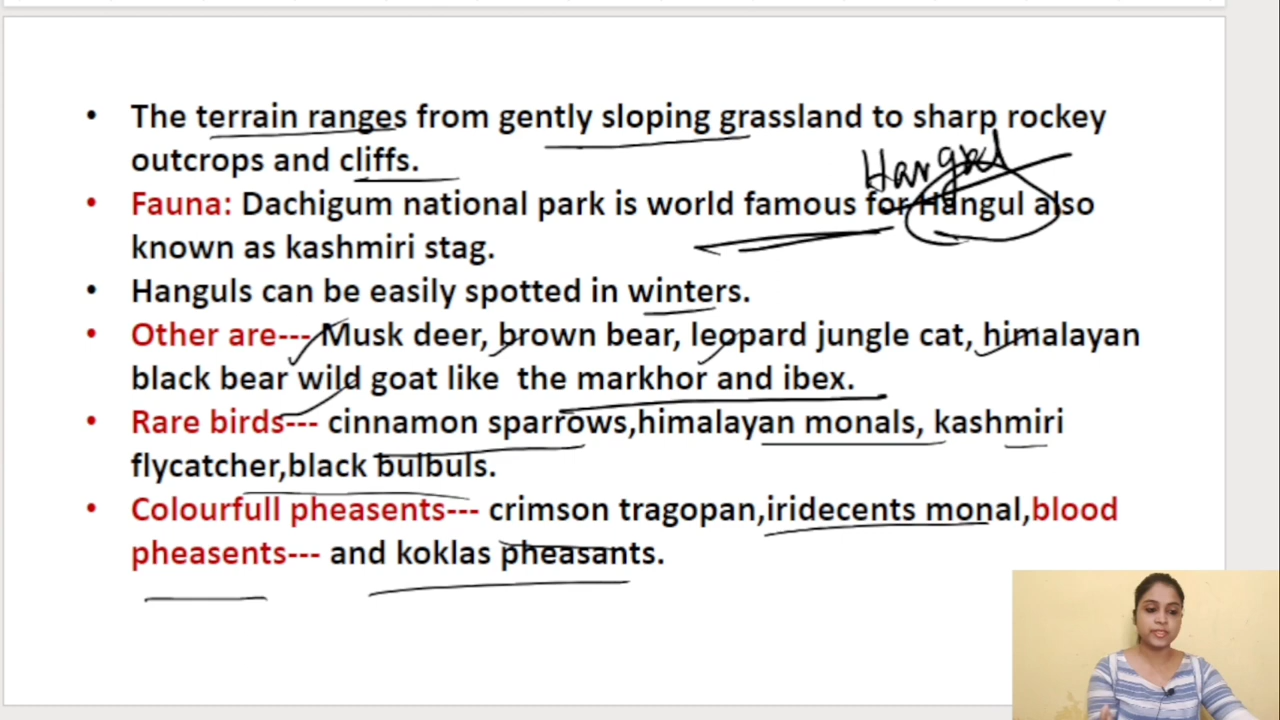 • The terrain ranges from gently sloping grassland to sharp rockey
outcrops and cliffs.
Hangul
• Fauna: Dachigum national park is world famous for Hangul also
known as kashmiri stag.
• Hanguls can be easily spotted in winters.
• Other are--- Musk deer, brown bear, leopard jungle cat, himalayan
black bear wild goat like the markhor and ibex.
• Rare birds--- cinnamon sparrows,himalayan monals, kashmiri
flycatcher,black bulbuls.
• Colourfull pheasents--- crimson tragopan,iridecents monal,blood
pheasents--- and koklas pheasants.